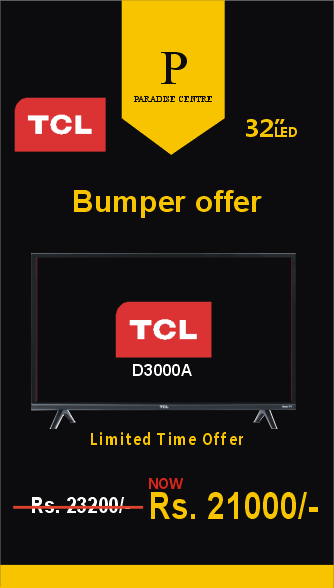 P
PARADISE CENTRE
TCL
32" LED
Bumper offer
TCL
D3000A
TCL
Limited Time Offer
NOW
Rs. 23200/-
Rs. 21000/-